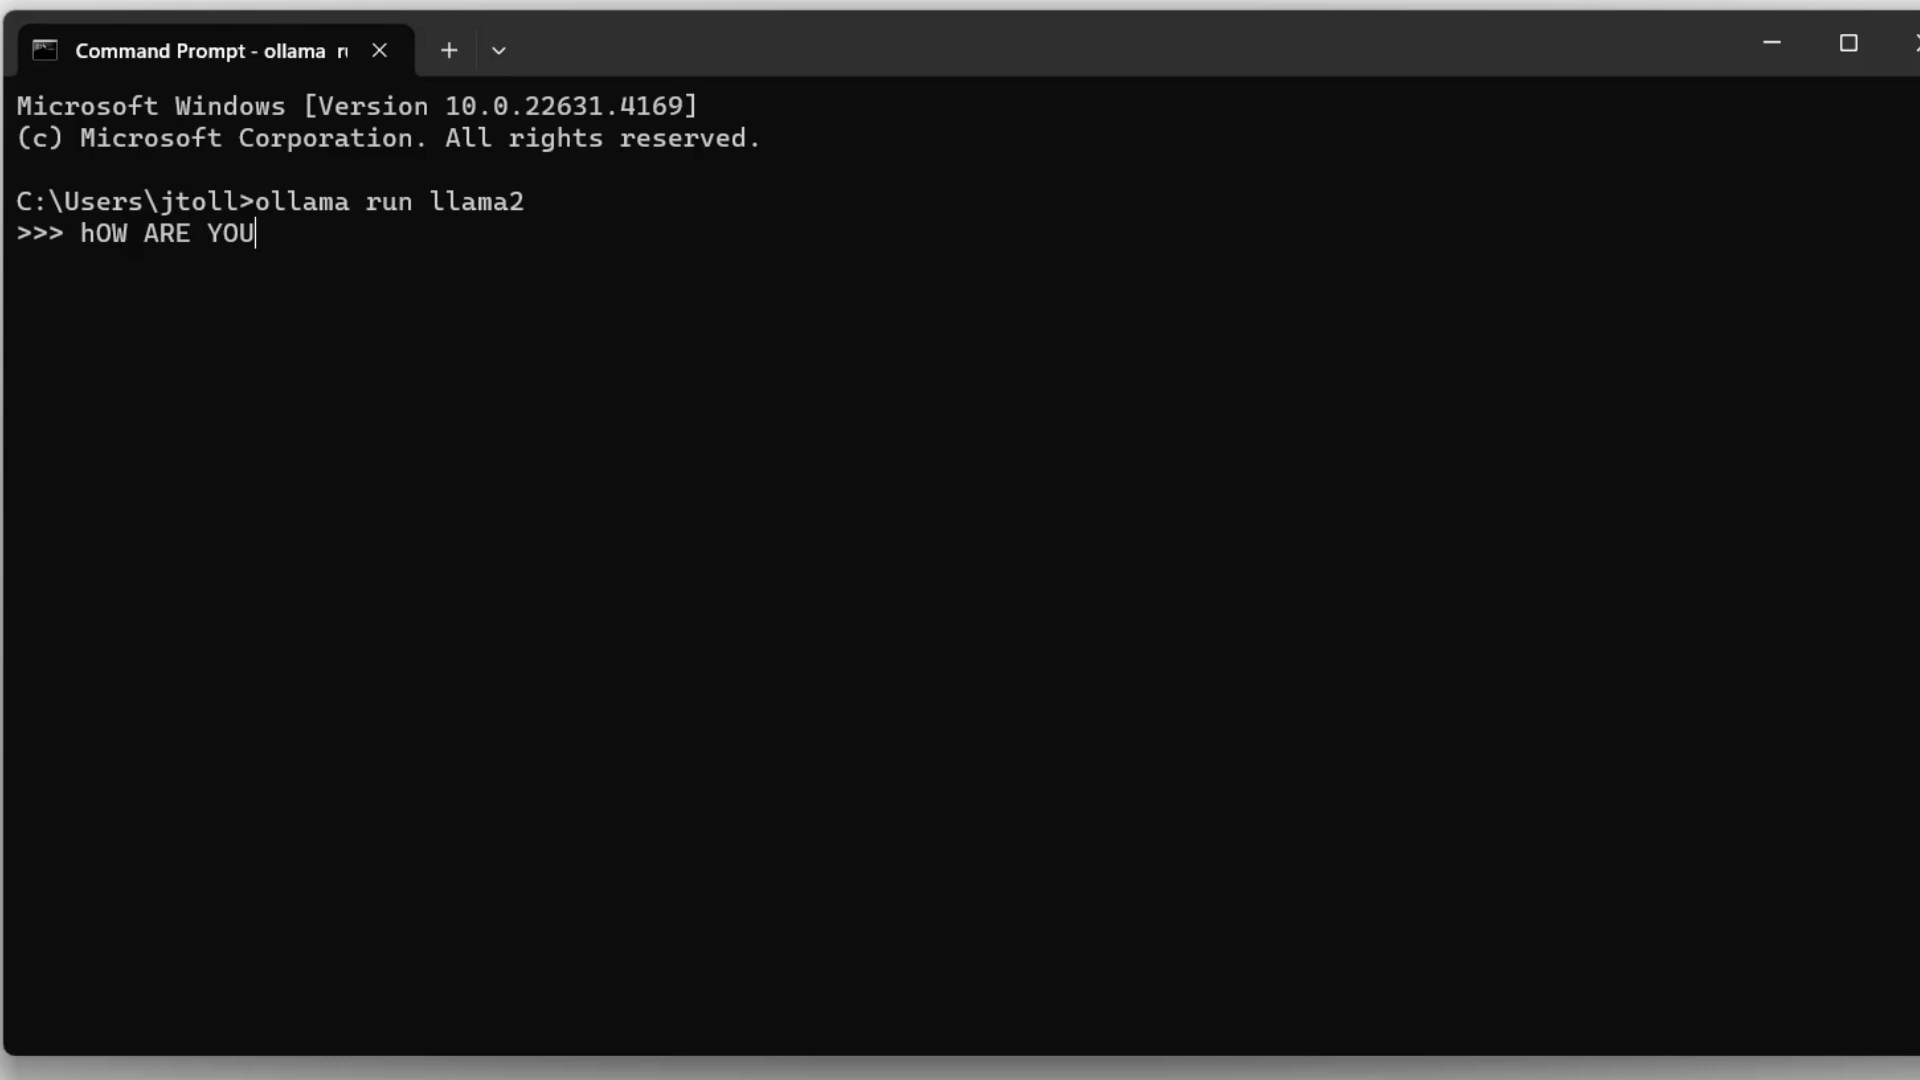 Command Prompt - ollama
Microsoft Windows [Version 10.0.22631.4169]
(c) Microsoft Corporation. All rights reserved.
C:\Users\jtoll>ollama run llama2
>>> hOW ARE YOU